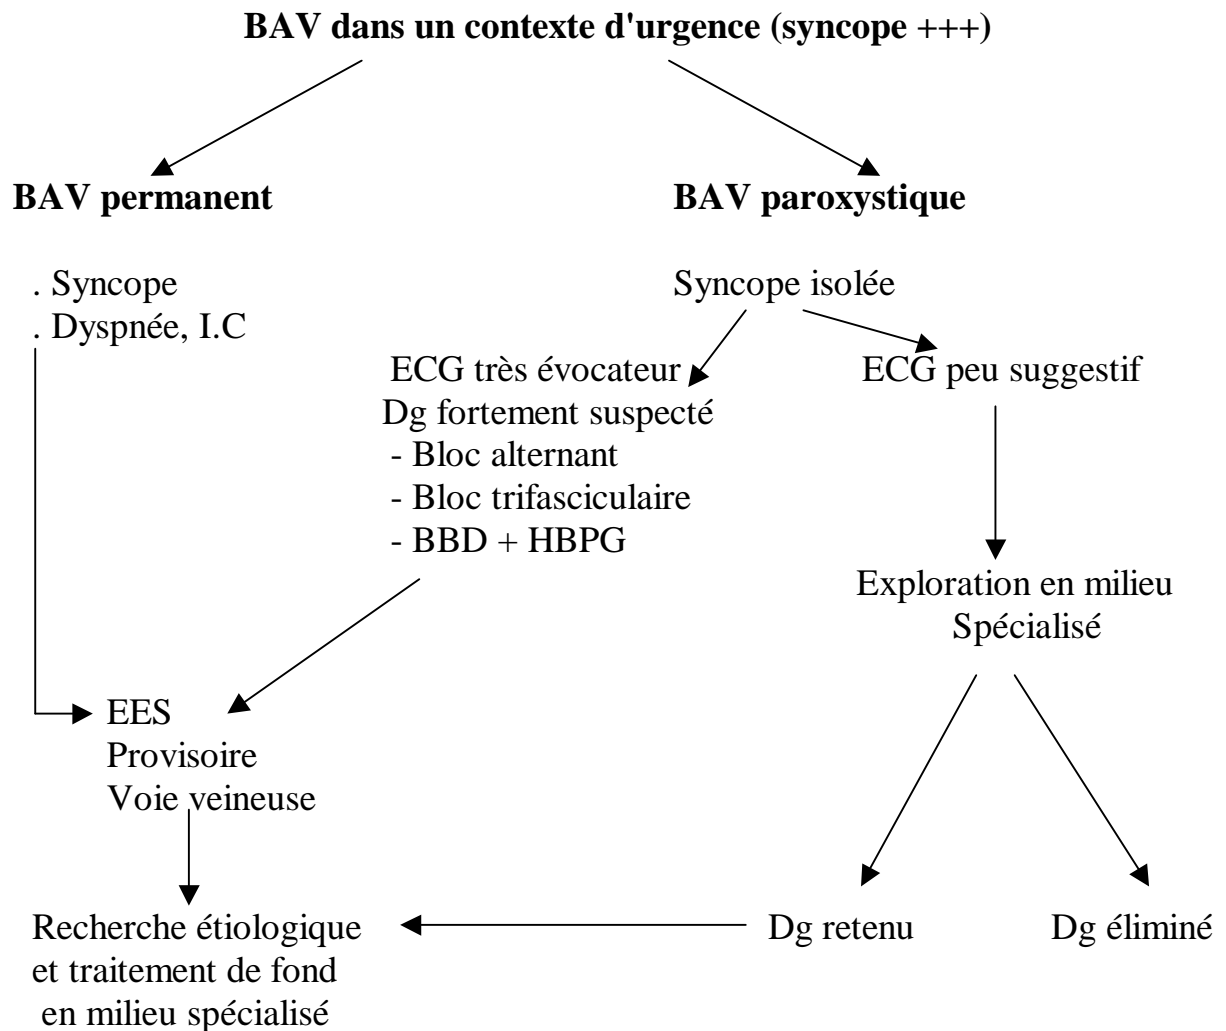 BAV dans un contexte d'urgence (syncope +++)
BAV permanent
BAV paroxystique
. Syncope
. Dyspnée, I.C
Syncope isolée
ECG très évocateur
Dg fortement suspecté
- Bloc alternant
- Bloc trifasciculaire
- BBD + HBPG
ECG peu suggestif
Exploration en milieu
Spécialisé
EES
Provisoire
Voie veineuse
Recherche étiologique
et traitement de fond
en milieu spécialisé
Dg retenu
Dg éliminé